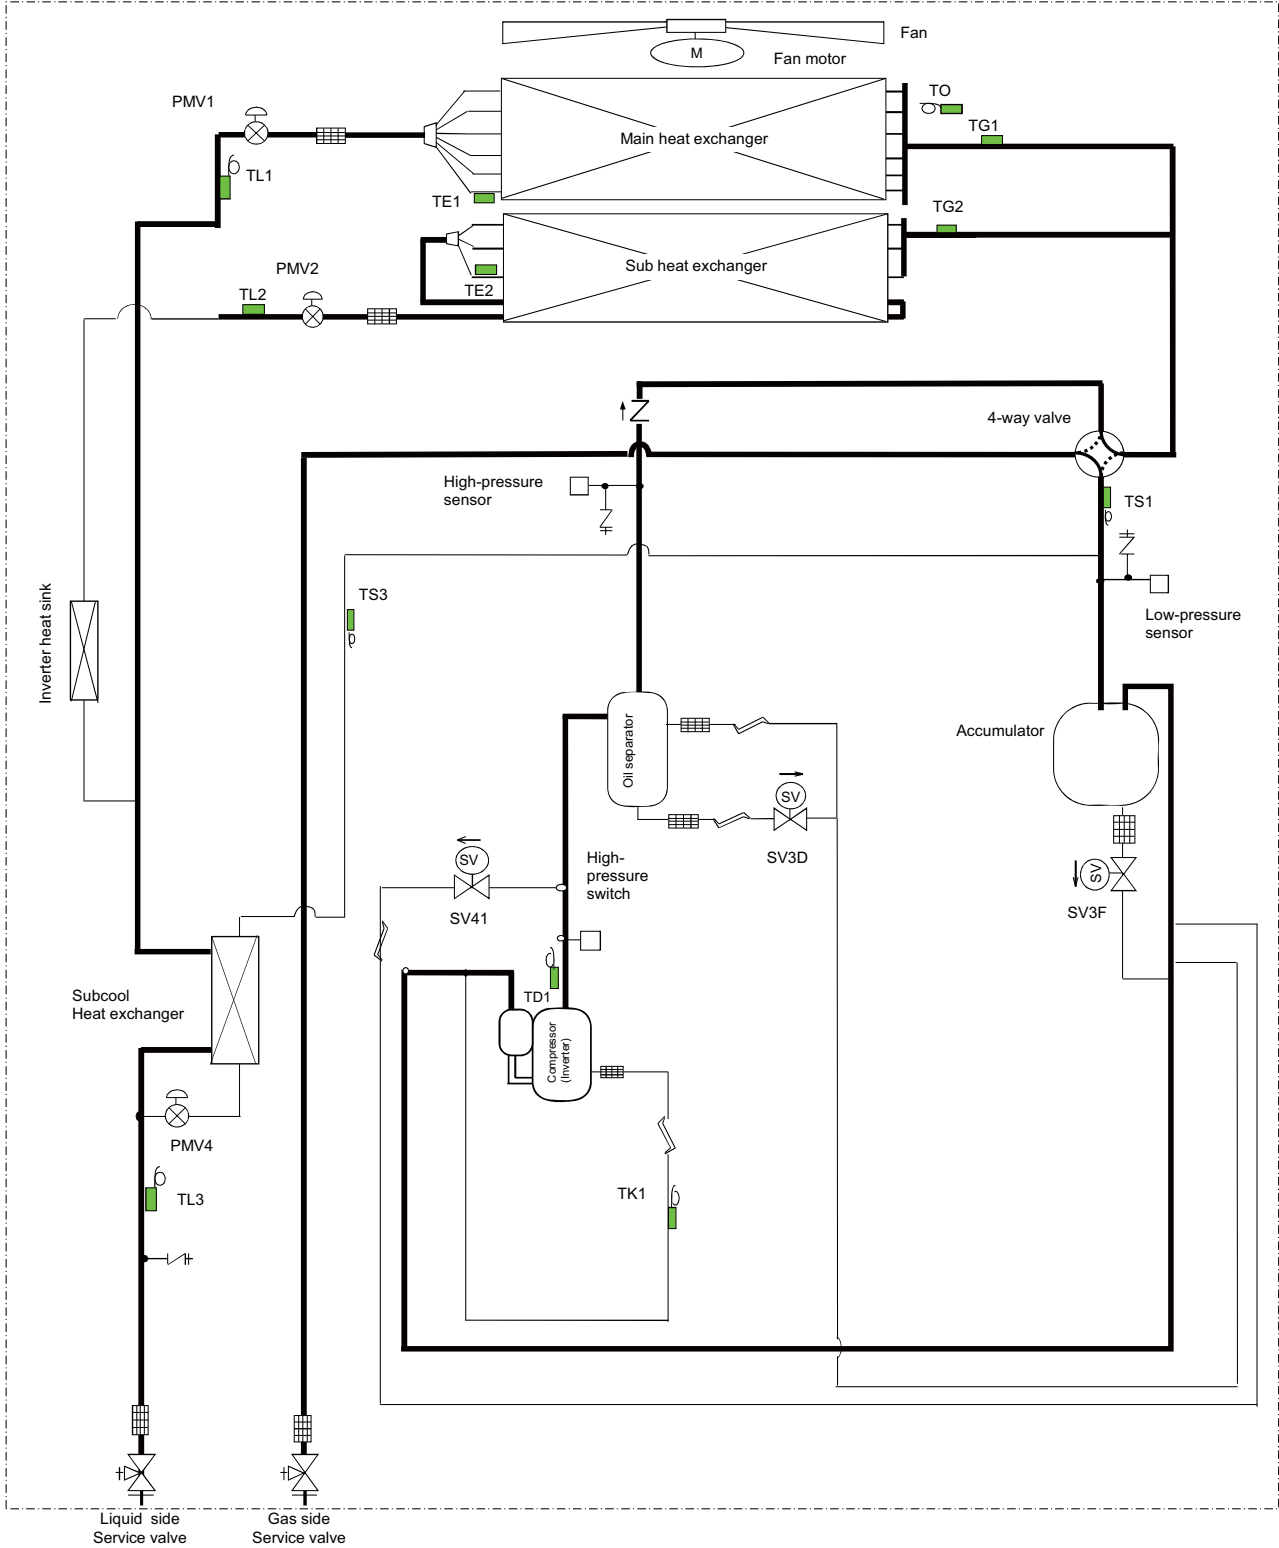 Fan
M
Fan motor
PMV1
TO
TG1
Main heat exchanger
TL1
TE1
TG2
PMV2
Sub heat exchanger
TL2
TE2
4-way valve
High-pressure
sensor
TS1
TS3
Low-pressure
sensor
Inverter heat sink
Oil separator
Accumulator
SV
SV3D
SV
SV41
High-
pressure
switch
SV
SV3F
Subcool
Heat exchanger
TD1
Compressor
(Inverter)
PMV4
TL3
TK1
Liquid side
Service valve
Gas side
Service valve